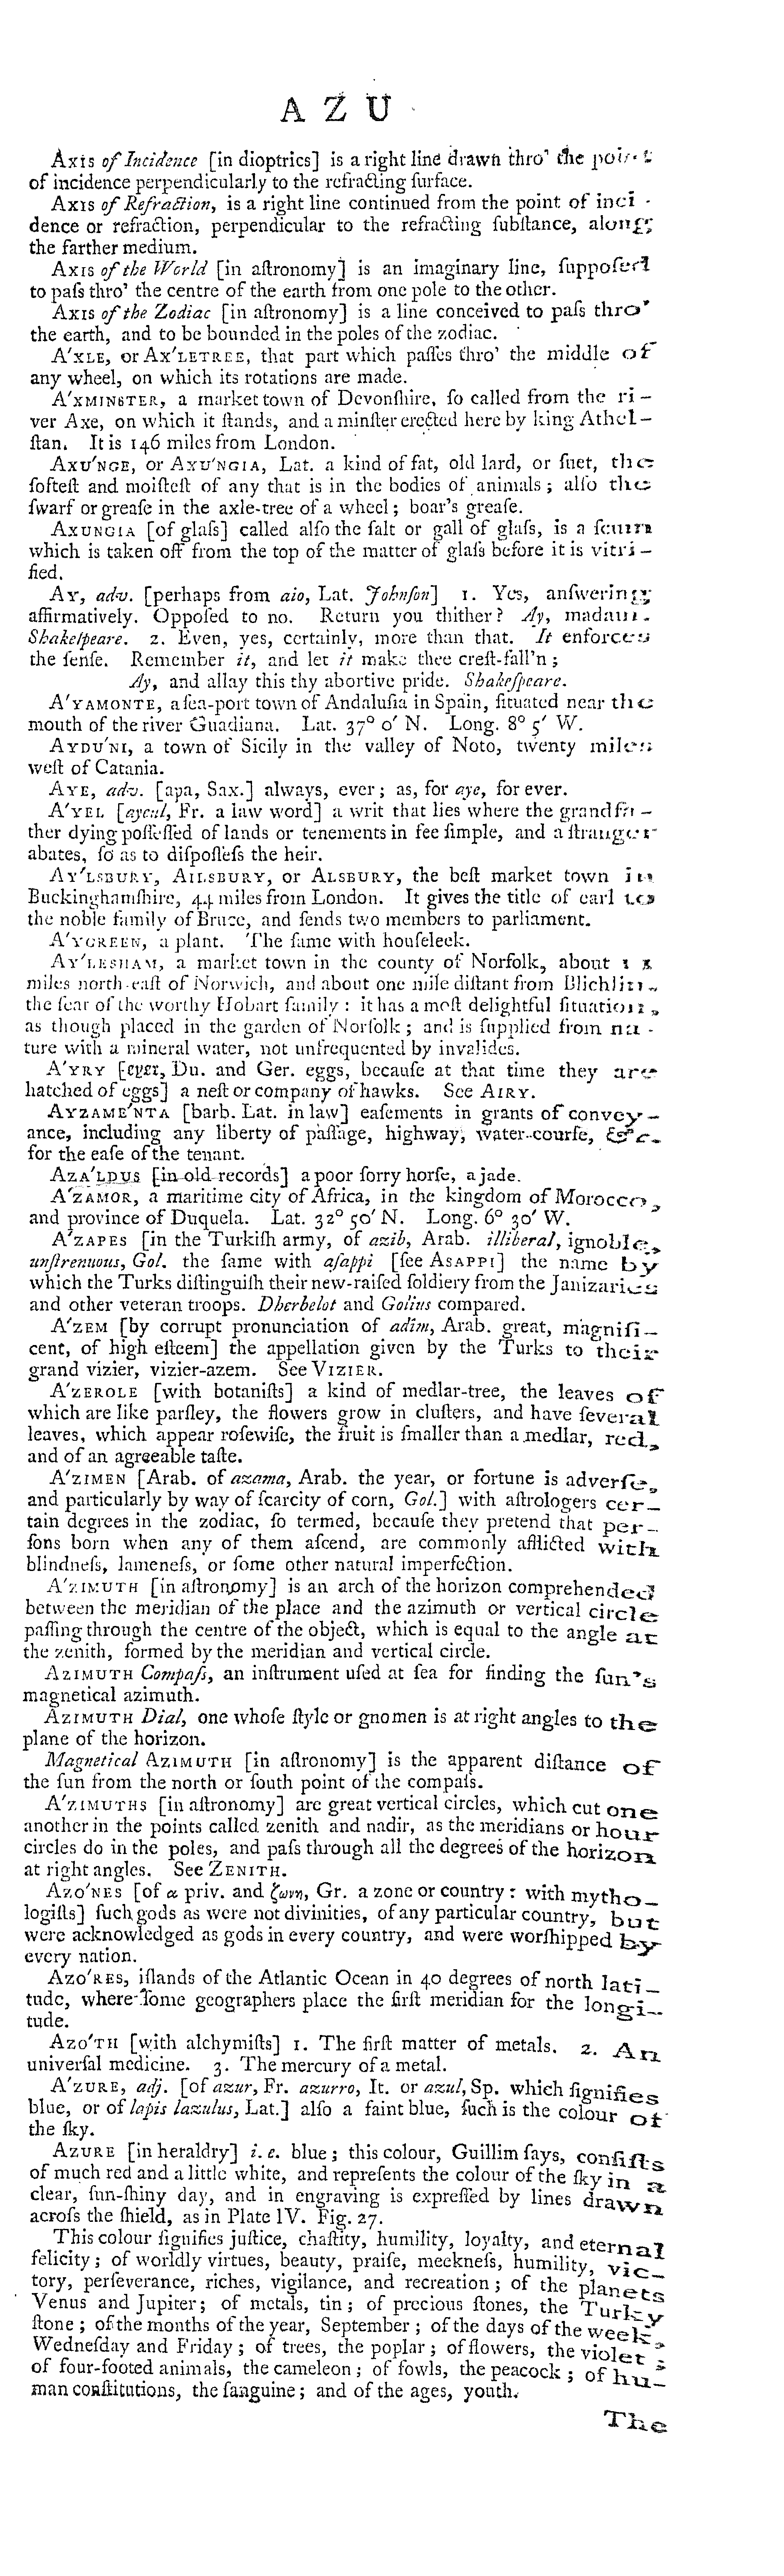 A Z U
Axis of Incidence [in dioptrics] is a right line drawn thro' the point
of incidence perpendicularly to the refracting ſurface.
Axis of Refraction, is a right line continued from the point of inci-
dence or refraction, perpendicular to the refracting ſubſtance, along
the farther medium.
Axis of the World [in aſtronomy] is an imaginary line, ſuppoſed
to paſs thro' the centre of the earth from one pole to the other.
Axis of the Zodiac [in aſtronomy] is a line conceived to paſs thro'
the earth, and to be bounded in the poles of the zodiac.
A'xle, or Ax'letree, that part which paſſes thro' the middle of
any wheel, on which its rotations are made.
A'xminster, a market town of Devonſhire, ſo called from the ri-
ver Axe, on which it ſtands, and a minſter erected here by king Athel-
ſtan. It is 146 miles from London.
Axu'nge, or Axu'ngia, Lat. a kind of fat, old lard, or ſuet, the
ſofteſt and moiſteſt of any that is in the bodies of animals; alſo the
ſwarf or greaſe in the axle-tree of a wheel; boar's greaſe.
Axungia [of glaſs] called alſo the ſalt or gall of glaſs, is a ſcum
which is taken off from the top of the matter of glaſs before it is vitri-
fied.
Ay, adv. [perhaps from aio, Lat. Johnſon] 1. Yes, anſwering
affirmatively. Oppoſed to no. Return you thither? Ay, madam.
Shakeſpeare. 2. Even, yes, certainly, more than that. It enforces
the ſenſe. Remember it, and let it make thee creſt-fall'n;
Ay, and allay this thy abortive pride. Shakeſpeare.
A'yamonte, a ſea-port town of Andaluſia in Spain, ſituated near the
mouth of the river Guadiana. Lat. 37° 0′ N. Long. 8° 5′ W.
Aydu'ni, a town of Sicily in the valley of Noto, twenty miles
weſt of Catania.
Aye, adv. [apa, Sax.] always, ever; as, for aye, for ever.
A'yel [ayeul, Fr. a law word] a writ that lies where the grandfa-
ther dying poſſeſſed of lands or tenements in fee ſimple, and a ſtranger
abates, ſo as to diſpoſſeſs the heir.
Ay'lsbury, Ailsbury, or Alsbury, the beſt market town in
Buckinghamſhire, 44 miles from London. It gives the title of earl to
the noble family of Bruce, and ſends two members to parliament.
A'ygreen, a plant. The ſame with houſeleek.
Ay'lesham, a market town in the county of Norfolk, about 11
miles north-eaſt of Norwich, and about one mile diſtant from Blichlin,
the ſear of the worthy Hobart family: it has a moſt delightful ſituation,
as though placed in the garden of Norfolk; and is ſupplied from na-
ture with a mineral water, not unfrequented by invalides.
A'yry [eyer, Du. and Ger. eggs, becauſe at that time they are
hatched of eggs] a neſt or company of hawks. See Airy.
Ayzame'nta [barb. Lat. in law] eaſements in grants of convey-
ance, including any liberty of paſſage, highway, water-courſe, &c.
for the eaſe of the tenant.
Aza'ldus [in old records] a poor ſorry horſe, a jade.
A'zamor, a maritime city of Africa, in the kingdom of Morocco,
and province of Duquela. Lat. 32° 50′ N. Long. 6° 30′ W.
A'zapes [in the Turkiſh army, of azib, Arab. illiberal, ignoble,
unſtrenuous, Gol. the ſame with aſappi [ſee Asappi] the name by
which the Turks diſtinguiſh their new-raiſed ſoldiery from the Janizaries
and other veteran troops. Dherbelot and Golius compared.
A'zem [by corrupt pronunciation of adim, Arab. great, magnifi-
cent, of high eſteem] the appellation given by the Turks to their
grand vizier, vizier-azem. See Vizier.
A'zerole [with botaniſts] a kind of medlar-tree, the leaves of
which are like parſley, the flowers grow in cluſters, and have ſeveral
leaves, which appear roſewiſe, the fruit is ſmaller than a medlar, red,
and of an agreeable taſte.
A'zimen [Arab. of azama, Arab. the year, or fortune is adverſe,
and particularly by way of ſcarcity of corn, Gol.] with aſtrologers cer-
tain degrees in the zodiac, ſo termed, becauſe they pretend that per-
ſons born when any of them aſcend, are commonly afflicted with
blindneſs, lameneſs, or ſome other natural imperfection.
A'zimuth [in aſtronomy] is an arch of the horizon comprehended
between the meridian of the place and the azimuth or vertical circle
paſſing through the centre of the object, which is equal to the angle at
the zenith, formed by the meridian and vertical circle.
Azimuth Compaſs, an inſtrument uſed at ſea for finding the ſun's
magnetical azimuth.
Azimuth Dial, one whoſe ſtyle or gnomen is at right angles to the
plane of the horizon.
Magnetical Azimuth [in aſtronomy] is the apparent diſtance of
the ſun from the north or ſouth point of the compaſs.
A'zimuths [in aſtronomy] are great vertical circles, which cut one
another in the points called zenith and nadir, as the meridians or hour
circles do in the poles, and paſs through all the degrees of the horizon
at right angles. See Zenith.
Azo'nes [of α priv. and ζωνη, Gr. a zone or country: with mytho-
logiſts] ſuch gods as were not divinities, of any particular country, but
were acknowledged as gods in every country, and were worſhipped by
every nation.
Azo'res, iſlands of the Atlantic Ocean in 40 degrees of north lati-
tude, where ſome geographers place the firſt meridian for the longi-
tude.
Azo'th [with alchymiſts] 1. The firſt matter of metals. 2. An
univerſal medicine. 3. The mercury of a metal.
A'zure, adj. [of azur, Fr. azurro, It. or azul, Sp. which ſignifies
blue, or of lapis lazulus, Lat.] alſo a faint blue, ſuch is the colour of
the ſky.
Azure [in heraldry] i. e. blue; this colour, Guillim ſays, conſiſts
of much red and a little white, and repreſents the colour of the ſky in a
clear, ſun-ſhiny day, and in engraving is expreſſed by lines drawn
acroſs the ſhield, as in Plate IV. Fig. 27.
This colour ſignifies juſtice, chaſtity, humility, loyalty, and eternal
felicity; of worldly virtues, beauty, praiſe, meekneſs, humility, vic-
tory, perſeverance, riches, vigilance, and recreation; of the planets
Venus and Jupiter; of metals, tin; of precious ſtones, the Turky
ſtone; of the months of the year, September; of the days of the week,
Wedneſday and Friday; of trees, the poplar; of flowers, the violet;
of four-footed animals, the cameleon; of fowls, the peacock; of hu-
man conſtitutions, the ſanguine; and of the ages, youth.
The